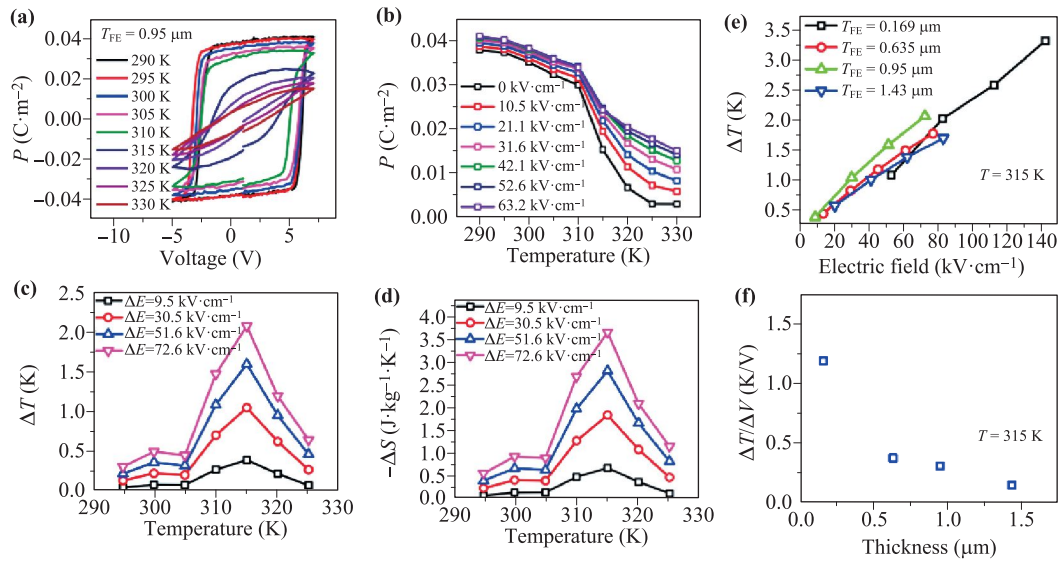 (a)
T_FE = 0.95 μm
290 K
295 K
300 K
305 K
310 K
315 K
320 K
325 K
330 K
0.04
0.02
0.00
−0.02
−0.04
P (C·m⁻²)
−10
−5
0
5
Voltage (V)
(b)
0 kV·cm⁻¹
10.5 kV·cm⁻¹
21.1 kV·cm⁻¹
31.6 kV·cm⁻¹
42.1 kV·cm⁻¹
52.6 kV·cm⁻¹
63.2 kV·cm⁻¹
0.04
0.03
0.02
0.01
0.00
P (C·m⁻²)
290
300
310
320
330
Temperature (K)
(e)
T_FE = 0.169 μm
T_FE = 0.635 μm
T_FE = 0.95 μm
T_FE = 1.43 μm
T = 315 K
4.0
3.5
3.0
2.5
2.0
1.5
1.0
0.5
ΔT (K)
0
20
40
60
80
100
120
140
Electric field (kV·cm⁻¹)
(c)
ΔE=9.5 kV·cm⁻¹
ΔE=30.5 kV·cm⁻¹
ΔE=51.6 kV·cm⁻¹
ΔE=72.6 kV·cm⁻¹
2.5
2.0
1.5
1.0
0.5
0.0
ΔT (K)
290
300
310
320
330
Temperature (K)
(d)
ΔE=9.5 kV·cm⁻¹
ΔE=30.5 kV·cm⁻¹
ΔE=51.6 kV·cm⁻¹
ΔE=72.6 kV·cm⁻¹
4.0
3.5
3.0
2.5
2.0
1.5
1.0
0.5
0.0
-ΔS (J·kg⁻¹·K⁻¹)
290
300
310
320
330
Temperature (K)
(f)
T = 315 K
1.5
1.0
0.5
0.0
ΔT/ΔV (K/V)
0.0
0.5
1.0
1.5
Thickness (μm)